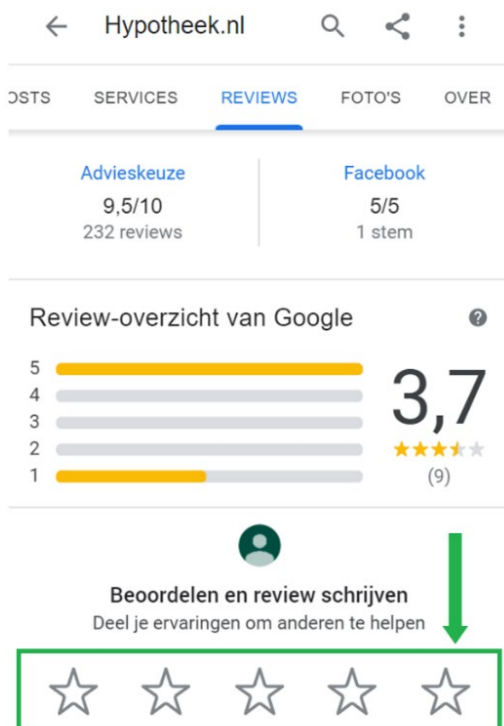 Hypotheek.nl
OSTS SERVICES REVIEWS FOTO'S OVER
Advieskeuze Facebook
9,5/10 5/5
232 reviews 1 stem
Review-overzicht van Google
5
4
3
2
1
3,7
(9)
Beoordelen en review schrijven
Deel je ervaringen om anderen te helpen